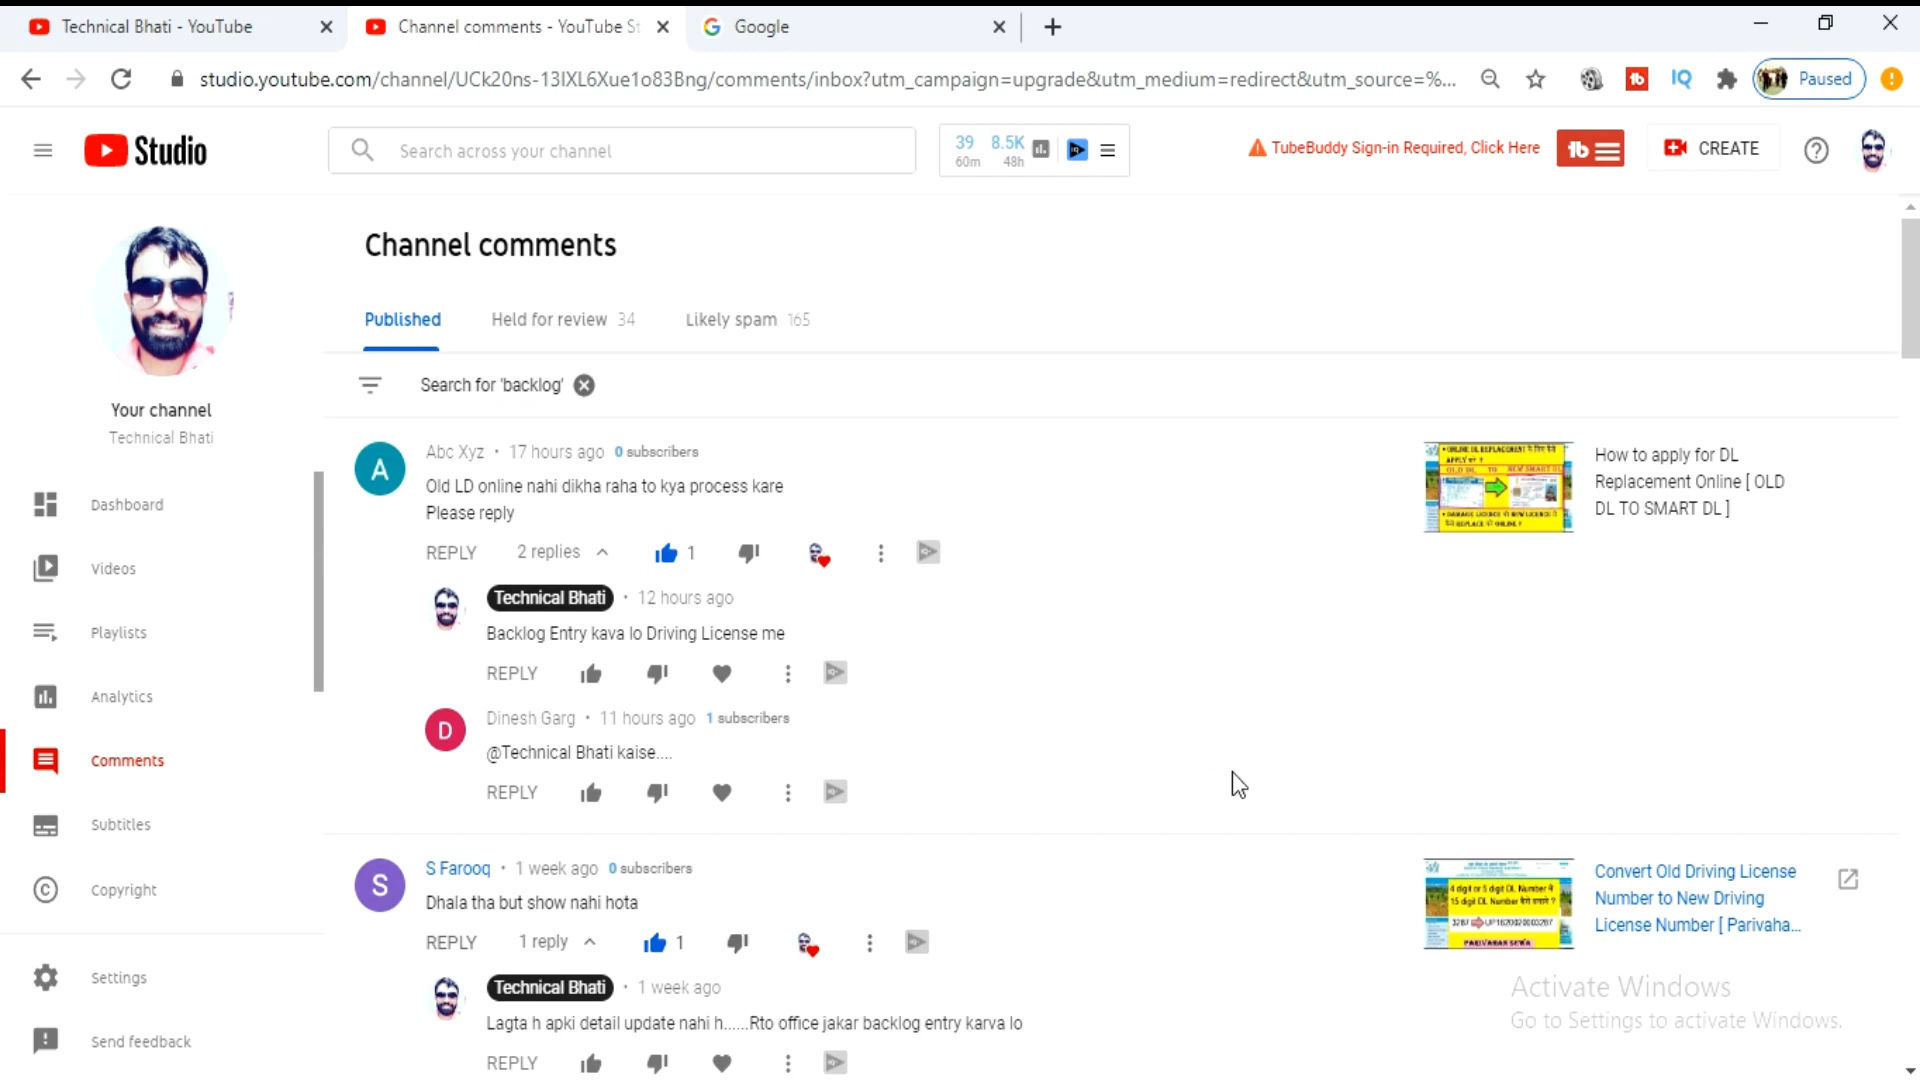 Technical Bhati - YouTube
Channel comments - YouTube St
Google
studio.youtube.com/channel/UCk20ns-13IXL6Xue1o83Bng/comments/inbox?utm_campaign=upgrade&utm_medium=redirect&utm_source=%...
Paused
Studio
Search across your channel
39 8.5K
60m 48h
TubeBuddy Sign-in Required, Click Here
CREATE
Channel comments
Published
Held for review 34
Likely spam 165
Search for 'backlog'
Your channel
Technical Bhati
Dashboard
Videos
Playlists
Analytics
Comments
Subtitles
Copyright
Settings
Send feedback
Abc Xyz • 17 hours ago 0 subscribers
Old LD online nahi dikha raha to kya process kare
Please reply
REPLY 2 replies 1
Technical Bhati • 12 hours ago
Backlog Entry kava lo Driving License me
REPLY
Dinesh Garg • 11 hours ago 1 subscribers
@Technical Bhati kaise....
REPLY
How to apply for DL
Replacement Online [ OLD
DL TO SMART DL ]
S Farooq • 1 week ago 0 subscribers
Dhala tha but show nahi hota
REPLY 1 reply 1
Technical Bhati • 1 week ago
Lagta h apki detail update nahi h......Rto office jakar backlog entry karva lo
REPLY
Convert Old Driving License
Number to New Driving
License Number [ Parivaha...
Activate Windows
Go to Settings to activate Windows.